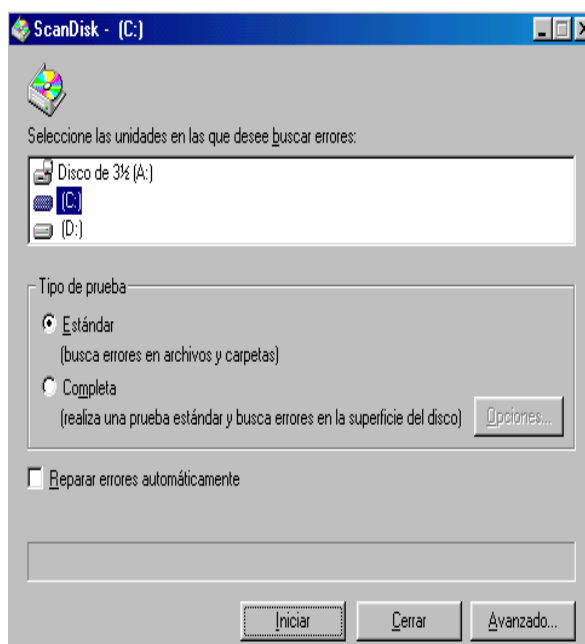 ScanDisk - (C:)
Seleccione las unidades en las que desee buscar errores:
Disco de 3½ (A:)
(C:)
(D:)
Tipo de prueba
Estándar
(busca errores en archivos y carpetas)
Completa
(realiza una prueba estándar y busca errores en la superficie del disco)
Opciones...
Reparar errores automáticamente
Iniciar
Cerrar
Avanzado...